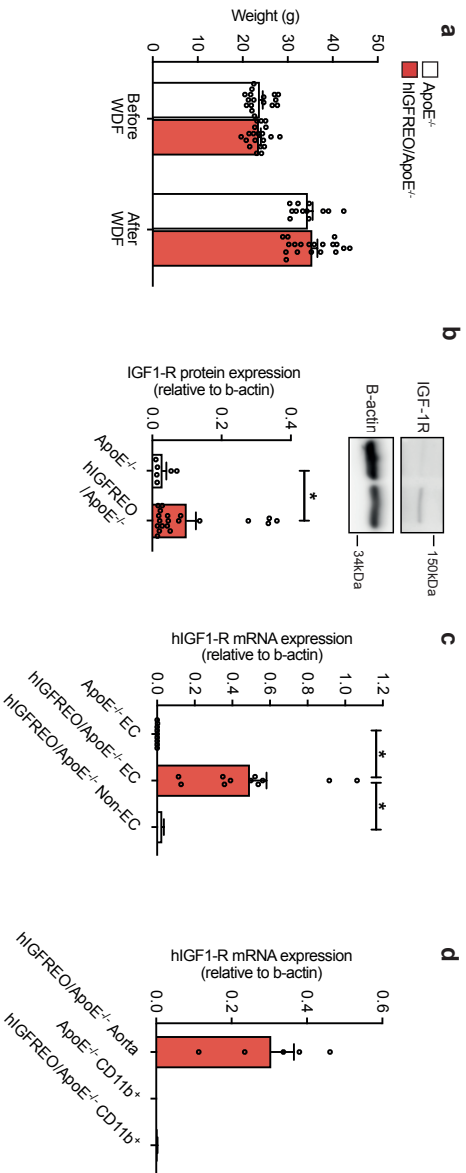 a
ApoE⁻/⁻
hIGFREO/ApoE⁻/⁻
Weight (g)
50
40
30
20
10
0
Before
WDF
After
WDF
b
IGF-1R
150kDa
B-actin
34kDa
IGF1-R protein expression
(relative to b-actin)
0.4
0.2
0.0
*
ApoE⁻/⁻
hIGFREO
/ApoE⁻/⁻
c
hIGF1-R mRNA expression
(relative to b-actin)
1.2
1.0
0.8
0.6
0.4
0.2
0.0
*
*
ApoE⁻/⁻ EC
hIGFREO/ApoE⁻/⁻ EC
hIGFREO/ApoE⁻/⁻ Non-EC
d
hIGF1-R mRNA expression
(relative to b-actin)
0.6
0.4
0.2
0.0
hIGFREO/ApoE⁻/⁻ Aorta
ApoE⁻/⁻ CD11b⁺
hIGFREO/ApoE⁻/⁻ CD11b⁺